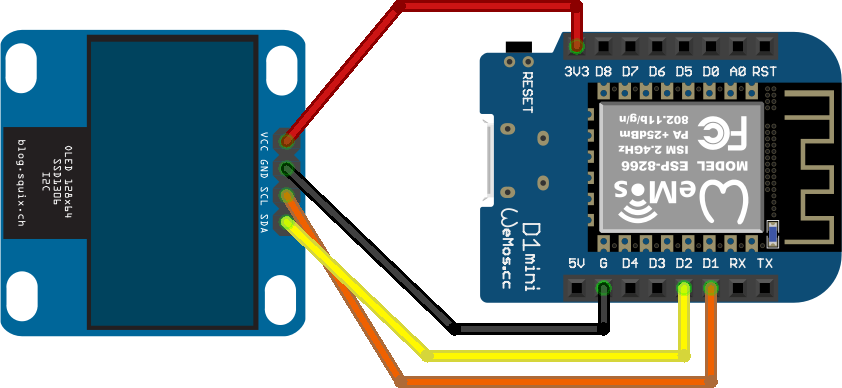 VCC
GND
SCL
SDA
OLED 128x64
SSD1306
I2C
blog.squix.ch
3V3 D8 D7 D6 D5 D0 A0 RST
RESET
WeMos
MODEL ESP-8266
ISM 2.4GHz
PA +25dBm
802.11b/g/n
FC
D1mini
WeMos.cc
5V G D4 D3 D2 D1 RX TX